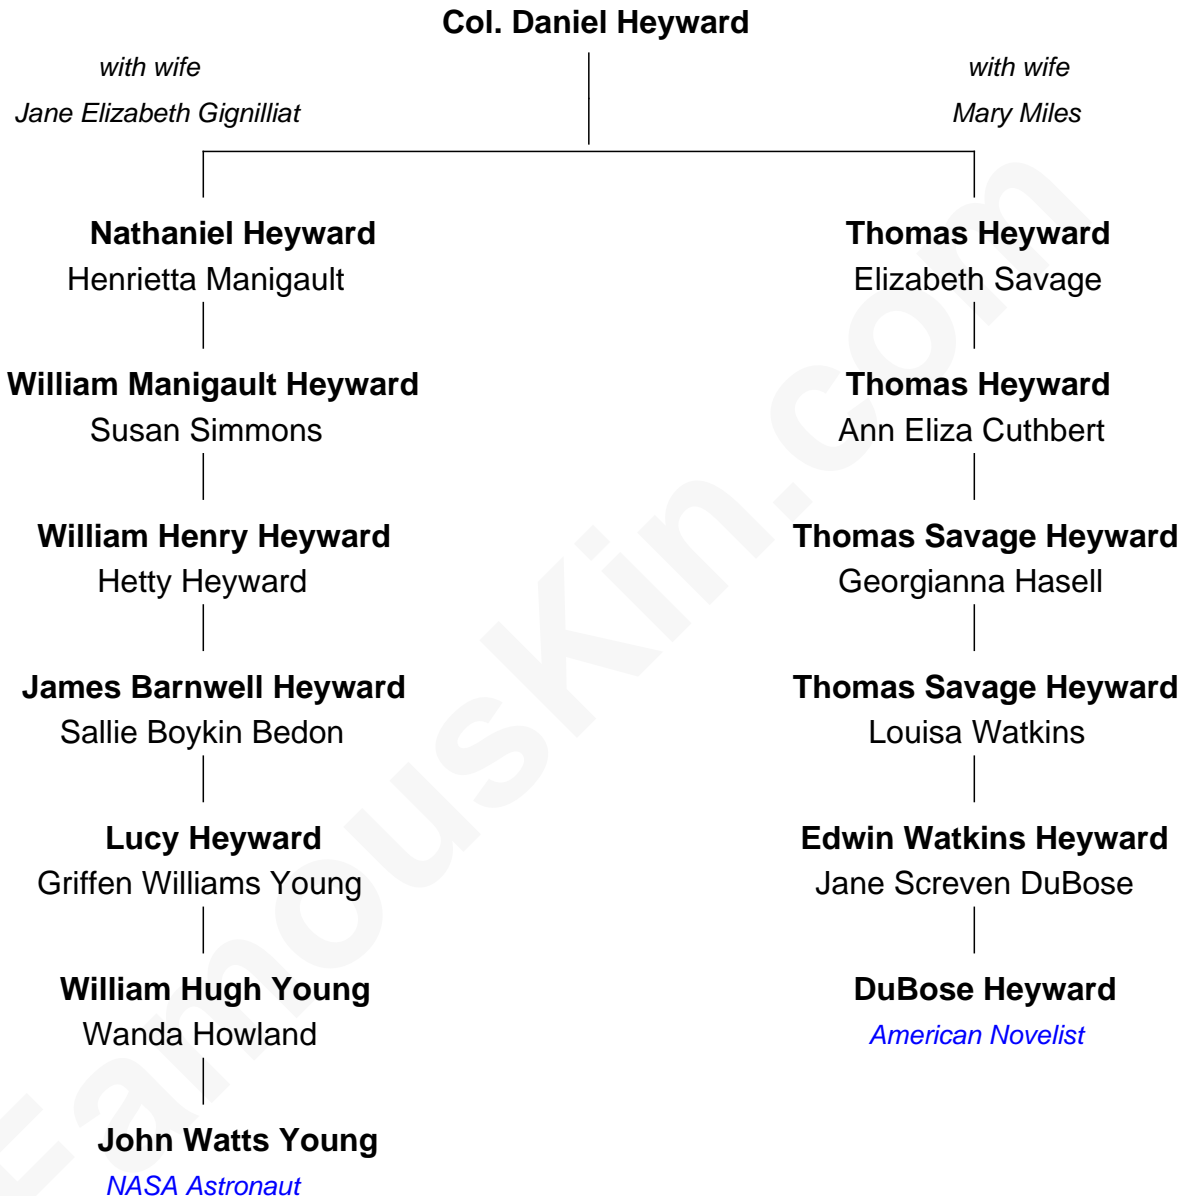 Col. Daniel Heyward
with wife
Jane Elizabeth Gignilliat
with wife
Mary Miles
Nathaniel Heyward
Henrietta Manigault
Thomas Heyward
Elizabeth Savage
William Manigault Heyward
Susan Simmons
Thomas Heyward
Ann Eliza Cuthbert
William Henry Heyward
Hetty Heyward
Thomas Savage Heyward
Georgianna Hasell
James Barnwell Heyward
Sallie Boykin Bedon
Thomas Savage Heyward
Louisa Watkins
Lucy Heyward
Griffen Williams Young
Edwin Watkins Heyward
Jane Screven DuBose
William Hugh Young
Wanda Howland
DuBose Heyward
American Novelist
John Watts Young
NASA Astronaut
FamousKin.com